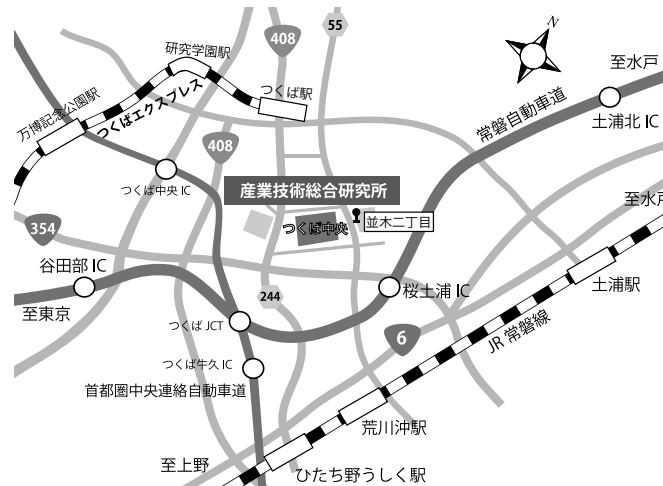 55
N
408
研究学園駅
至水戸
つくば駅
万博記念公園駅
つくばエクスプレス
常磐自動車道
土浦北 IC
408
つくば中央 IC
産業技術総合研究所
至水戸
354
つくば中央
並木二丁目
谷田部 IC
桜土浦 IC
土浦駅
244
至東京
つくば JCT
6
JR 常磐線
つくば牛久 IC
首都圏中央連絡自動車道
荒川沖駅
至上野
ひたち野うしく駅